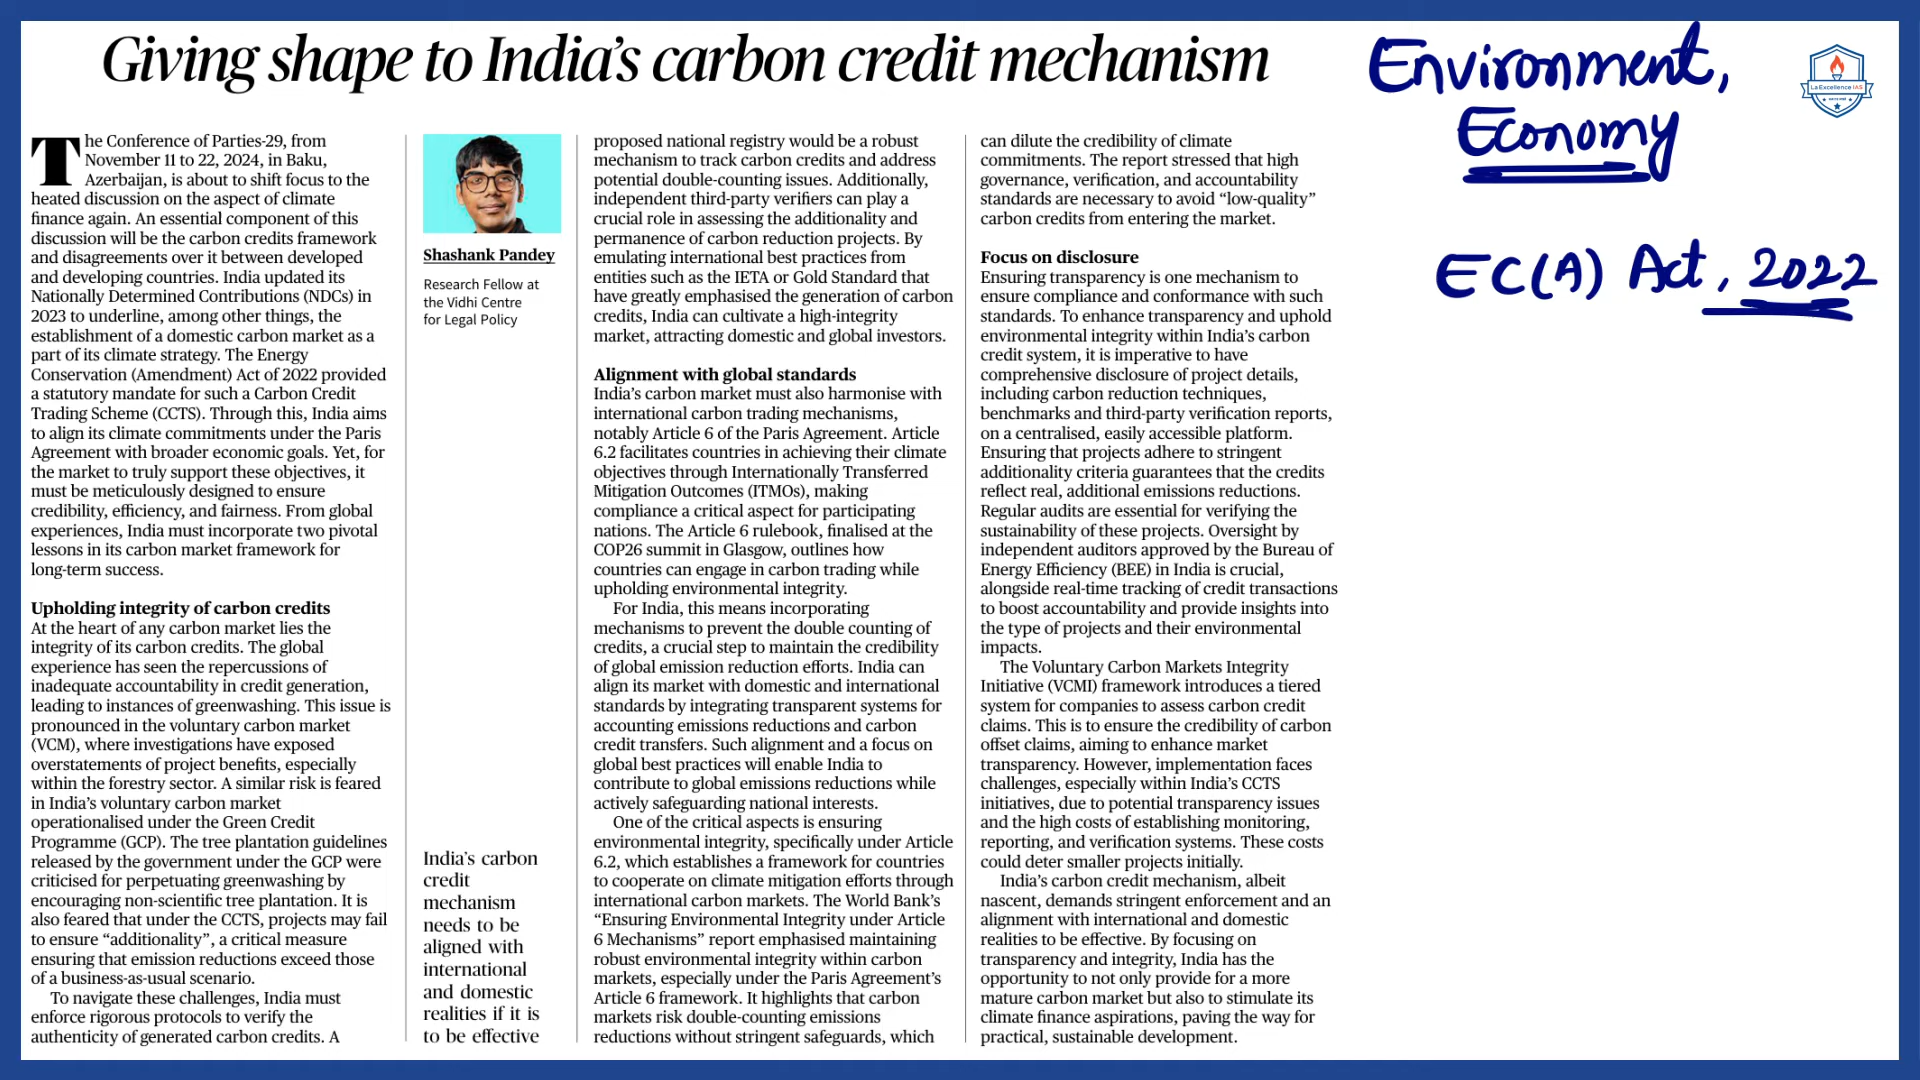 Giving shape to India's carbon credit mechanism
Environment,
Economy
EC(A) Act, 2022
LaExcellence IAS
The Conference of Parties-29, from
November 11 to 22, 2024, in Baku,
Azerbaijan, is about to shift focus to the
heated discussion on the aspect of climate
finance again. An essential component of this
discussion will be the carbon credits framework
and disagreements over it between developed
and developing countries. India updated its
Nationally Determined Contributions (NDCs) in
2023 to underline, among other things, the
establishment of a domestic carbon market as a
part of its climate strategy. The Energy
Conservation (Amendment) Act of 2022 provided
a statutory mandate for such a Carbon Credit
Trading Scheme (CCTS). Through this, India aims
to align its climate commitments under the Paris
Agreement with broader economic goals. Yet, for
the market to truly support these objectives, it
must be meticulously designed to ensure
credibility, efficiency, and fairness. From global
experiences, India must incorporate two pivotal
lessons in its carbon market framework for
long-term success.
Upholding integrity of carbon credits
At the heart of any carbon market lies the
integrity of its carbon credits. The global
experience has seen the repercussions of
inadequate accountability in credit generation,
leading to instances of greenwashing. This issue is
pronounced in the voluntary carbon market
(VCM), where investigations have exposed
overstatements of project benefits, especially
within the forestry sector. A similar risk is feared
in India's voluntary carbon market
operationalised under the Green Credit
Programme (GCP). The tree plantation guidelines
released by the government under the GCP were
criticised for perpetuating greenwashing by
encouraging non-scientific tree plantation. It is
also feared that under the CCTS, projects may fail
to ensure "additionality", a critical measure
ensuring that emission reductions exceed those
of a business-as-usual scenario.
To navigate these challenges, India must
enforce rigorous protocols to verify the
authenticity of generated carbon credits. A
Shashank Pandey
Research Fellow at
the Vidhi Centre
for Legal Policy
India's carbon
credit
mechanism
needs to be
aligned with
international
and domestic
realities if it is
to be effective
proposed national registry would be a robust
mechanism to track carbon credits and address
potential double-counting issues. Additionally,
independent third-party verifiers can play a
crucial role in assessing the additionality and
permanence of carbon reduction projects. By
emulating international best practices from
entities such as the IETA or Gold Standard that
have greatly emphasised the generation of carbon
credits, India can cultivate a high-integrity
market, attracting domestic and global investors.
Alignment with global standards
India's carbon market must also harmonise with
international carbon trading mechanisms,
notably Article 6 of the Paris Agreement. Article
6.2 facilitates countries in achieving their climate
objectives through Internationally Transferred
Mitigation Outcomes (ITMOs), making
compliance a critical aspect for participating
nations. The Article 6 rulebook, finalised at the
COP26 summit in Glasgow, outlines how
countries can engage in carbon trading while
upholding environmental integrity.
For India, this means incorporating
mechanisms to prevent the double counting of
credits, a crucial step to maintain the credibility
of global emission reduction efforts. India can
align its market with domestic and international
standards by integrating transparent systems for
accounting emissions reductions and carbon
credit transfers. Such alignment and a focus on
global best practices will enable India to
contribute to global emissions reductions while
actively safeguarding national interests.
One of the critical aspects is ensuring
environmental integrity, specifically under Article
6.2, which establishes a framework for countries
to cooperate on climate mitigation efforts through
international carbon markets. The World Bank's
"Ensuring Environmental Integrity under Article
6 Mechanisms" report emphasised maintaining
robust environmental integrity within carbon
markets, especially under the Paris Agreement's
Article 6 framework. It highlights that carbon
markets risk double-counting emissions
reductions without stringent safeguards, which
can dilute the credibility of climate
commitments. The report stressed that high
governance, verification, and accountability
standards are necessary to avoid "low-quality"
carbon credits from entering the market.
Focus on disclosure
Ensuring transparency is one mechanism to
ensure compliance and conformance with such
standards. To enhance transparency and uphold
environmental integrity within India's carbon
credit system, it is imperative to have
comprehensive disclosure of project details,
including carbon reduction techniques,
benchmarks and third-party verification reports,
on a centralised, easily accessible platform.
Ensuring that projects adhere to stringent
additionality criteria guarantees that the credits
reflect real, additional emissions reductions.
Regular audits are essential for verifying the
sustainability of these projects. Oversight by
independent auditors approved by the Bureau of
Energy Efficiency (BEE) in India is crucial,
alongside real-time tracking of credit transactions
to boost accountability and provide insights into
the type of projects and their environmental
impacts.
The Voluntary Carbon Markets Integrity
Initiative (VCMI) framework introduces a tiered
system for companies to assess carbon credit
claims. This is to ensure the credibility of carbon
offset claims, aiming to enhance market
transparency. However, implementation faces
challenges, especially within India's CCTS
initiatives, due to potential transparency issues
and the high costs of establishing monitoring,
reporting, and verification systems. These costs
could deter smaller projects initially.
India's carbon credit mechanism, albeit
nascent, demands stringent enforcement and an
alignment with international and domestic
realities to be effective. By focusing on
transparency and integrity, India has the
opportunity to not only provide for a more
mature carbon market but also to stimulate its
climate finance aspirations, paving the way for
practical, sustainable development.